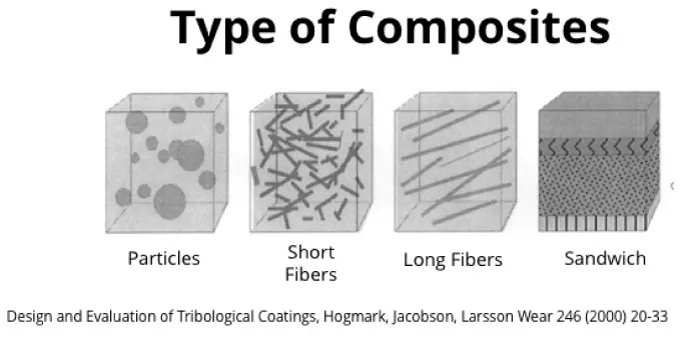 Type of Composites
Particles
Short
Fibers
Long Fibers
Sandwich
Design and Evaluation of Tribological Coatings, Hogmark, Jacobson, Larsson Wear 246 (2000) 20-33